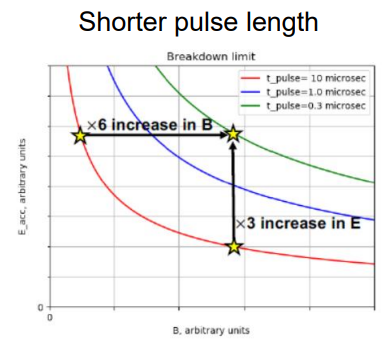 Shorter pulse length
Breakdown limit
t_pulse= 10 microsec
t_pulse=1.0 microsec
t_pulse=0.3 microsec
×6 increase in B
×3 increase in E
E_acc, arbitrary units
0
0
B, arbitrary units